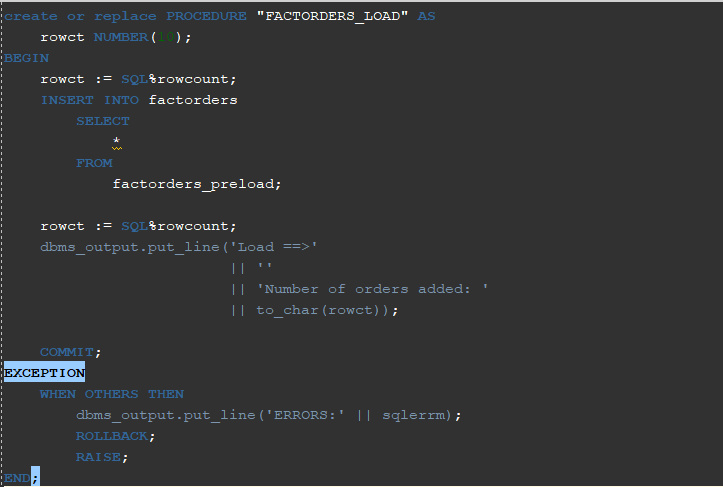 create or replace PROCEDURE "FACTORDERS_LOAD" AS
    rowct NUMBER(10);
BEGIN
    rowct := SQL%rowcount;
    INSERT INTO factorders
        SELECT
            *
        FROM
            factorders_preload;

    rowct := SQL%rowcount;
    dbms_output.put_line('Load ==>'
                         || ''
                         || 'Number of orders added: '
                         || to_char(rowct));

    COMMIT;
EXCEPTION
    WHEN OTHERS THEN
        dbms_output.put_line('ERRORS:' || sqlerrm);
        ROLLBACK;
        RAISE;
END;